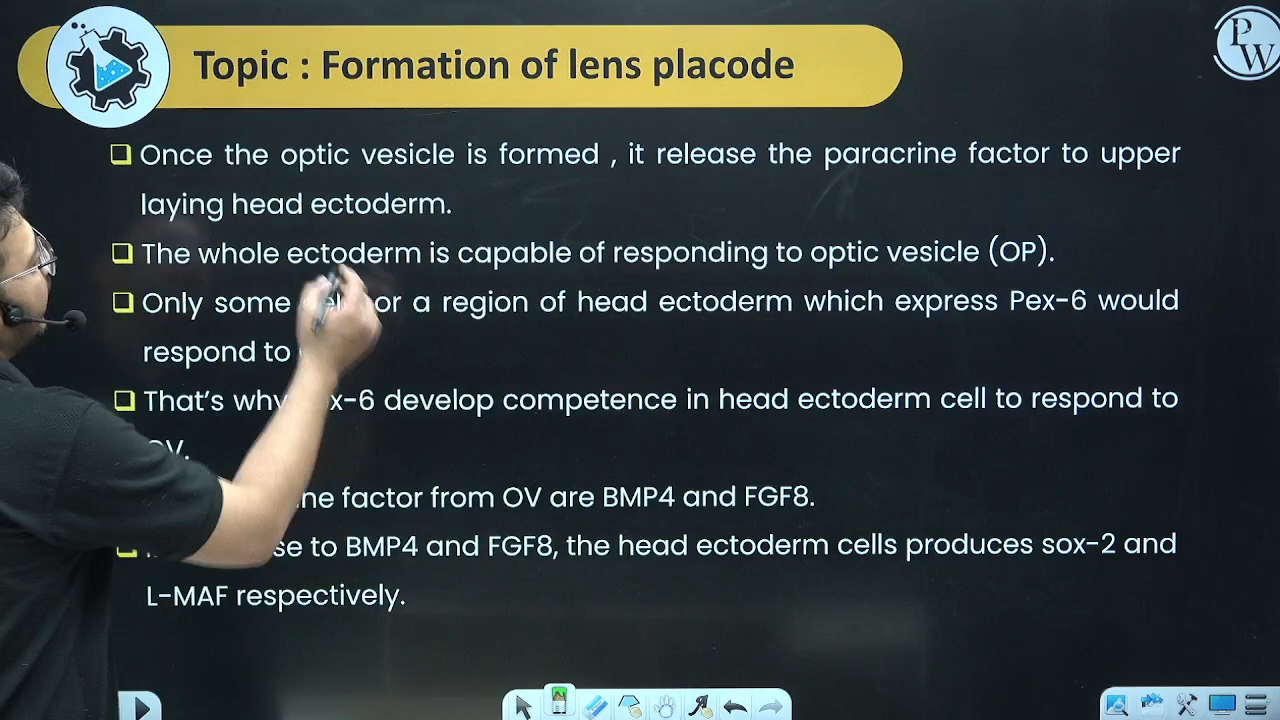 Topic : Formation of lens placode
P
W
Once the optic vesicle is formed , it release the paracrine factor to upper
laying head ectoderm.
The whole ectoderm is capable of responding to optic vesicle (OP).
Only some or a region of head ectoderm which express Pex-6 would
respond to
That's why x-6 develop competence in head ectoderm cell to respond to
OV.
ne factor from OV are BMP4 and FGF8.
se to BMP4 and FGF8, the head ectoderm cells produces sox-2 and
L-MAF respectively.